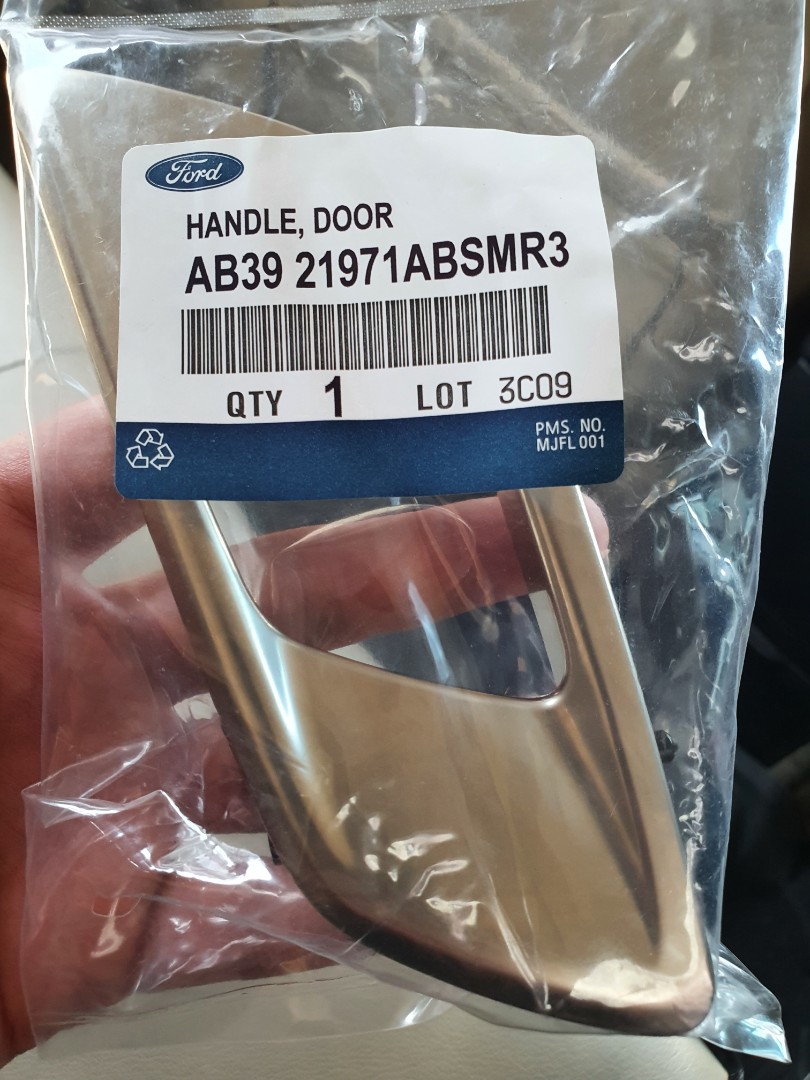 Ford
HANDLE, DOOR
AB39 21971ABSMR3
QTY 1 LOT 3C09
PMS. NO.
MJFL 001